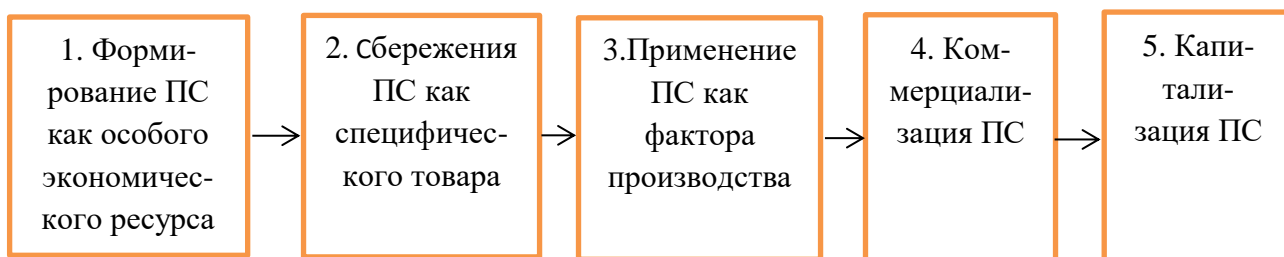 1. Форми-
рование ПС
как особого
экономичес-
кого ресурса
2. Сбережения
ПС как
специфичес-
кого товара
3.Применение
ПС как
фактора
производства
4. Ком-
мерциали-
зация ПС
5. Капи-
тали-
зация ПС